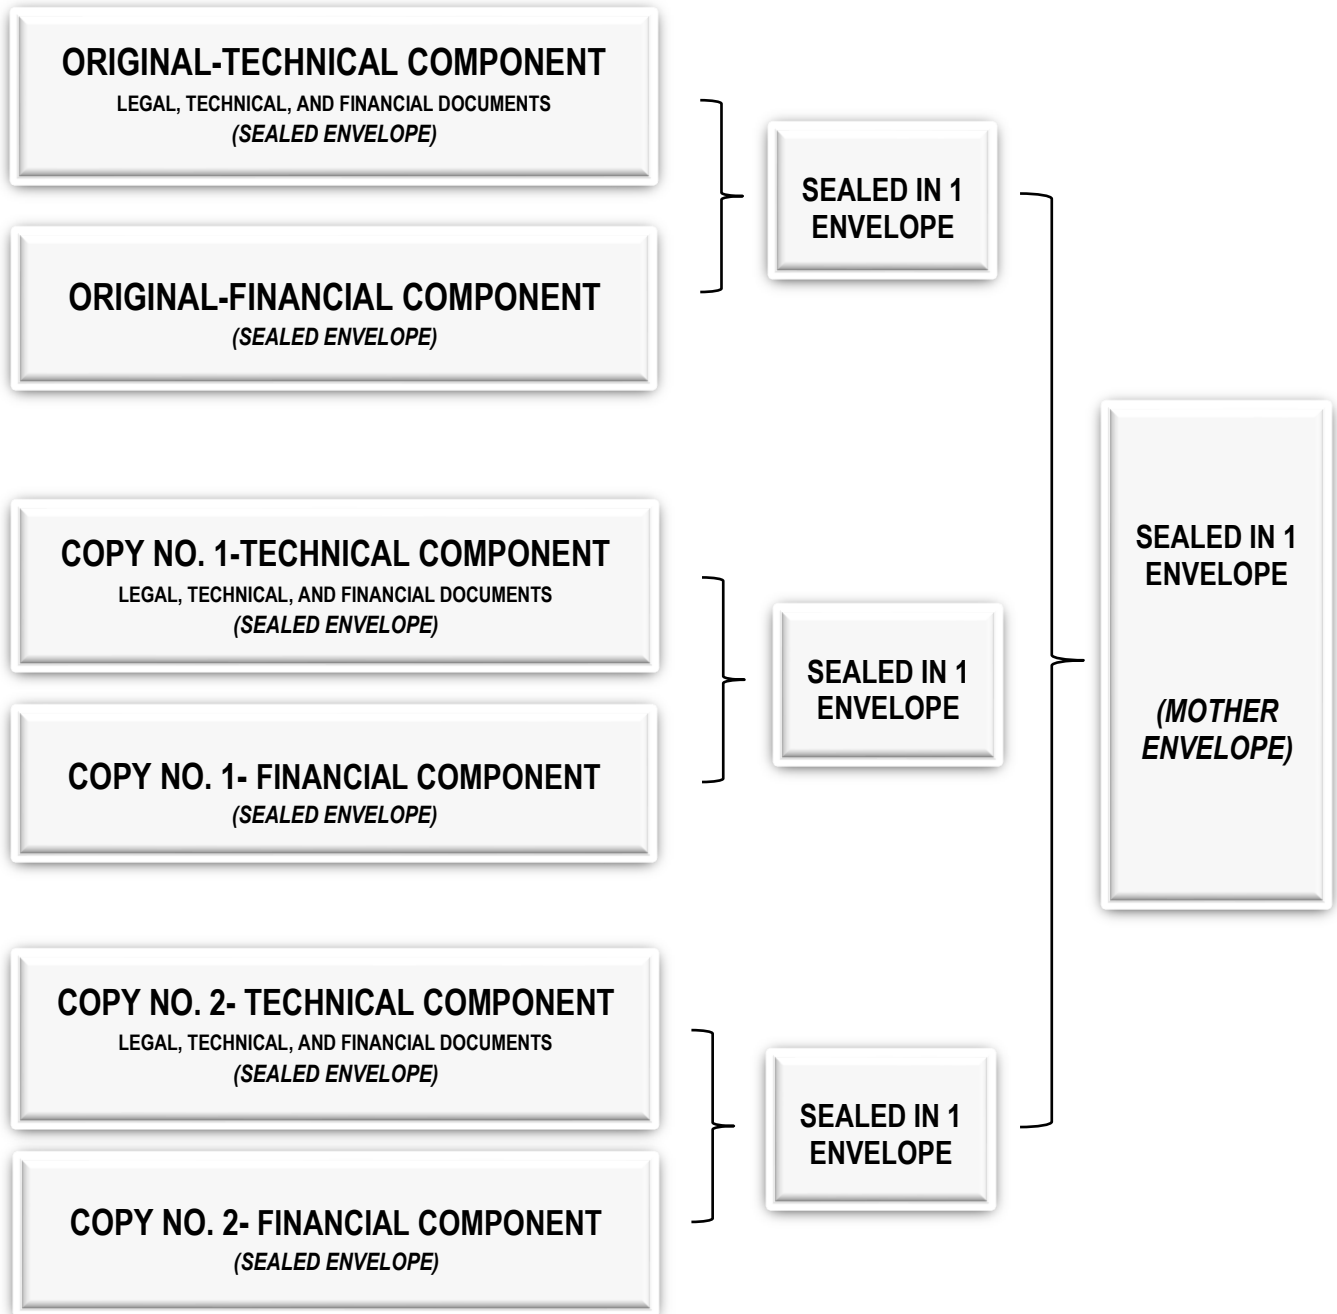 ORIGINAL-TECHNICAL COMPONENT
LEGAL, TECHNICAL, AND FINANCIAL DOCUMENTS
(SEALED ENVELOPE)
ORIGINAL-FINANCIAL COMPONENT
(SEALED ENVELOPE)
SEALED IN 1
ENVELOPE
COPY NO. 1-TECHNICAL COMPONENT
LEGAL, TECHNICAL, AND FINANCIAL DOCUMENTS
(SEALED ENVELOPE)
COPY NO. 1- FINANCIAL COMPONENT
(SEALED ENVELOPE)
SEALED IN 1
ENVELOPE
COPY NO. 2- TECHNICAL COMPONENT
LEGAL, TECHNICAL, AND FINANCIAL DOCUMENTS
(SEALED ENVELOPE)
COPY NO. 2- FINANCIAL COMPONENT
(SEALED ENVELOPE)
SEALED IN 1
ENVELOPE
SEALED IN 1
ENVELOPE
(MOTHER
ENVELOPE)